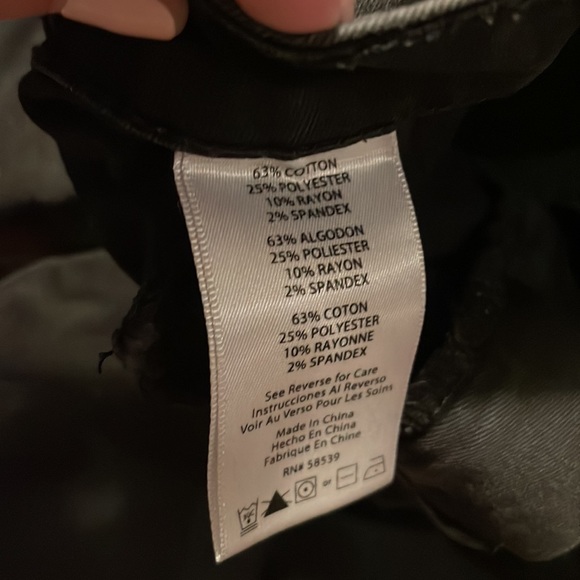 63% COTTON
25% POLYESTER
10% RAYON
2% SPANDEX
63% ALGODON
25% POLIESTER
10% RAYON
2% SPANDEX
63% COTON
25% POLYESTER
10% RAYONNE
2% SPANDEX
See Reverse for Care
Instrucciones Al Reverso
Voir Au Verso Pour Les Soins
Made In China
Hecho En China
Fabrique En Chine
RN# 58539
or